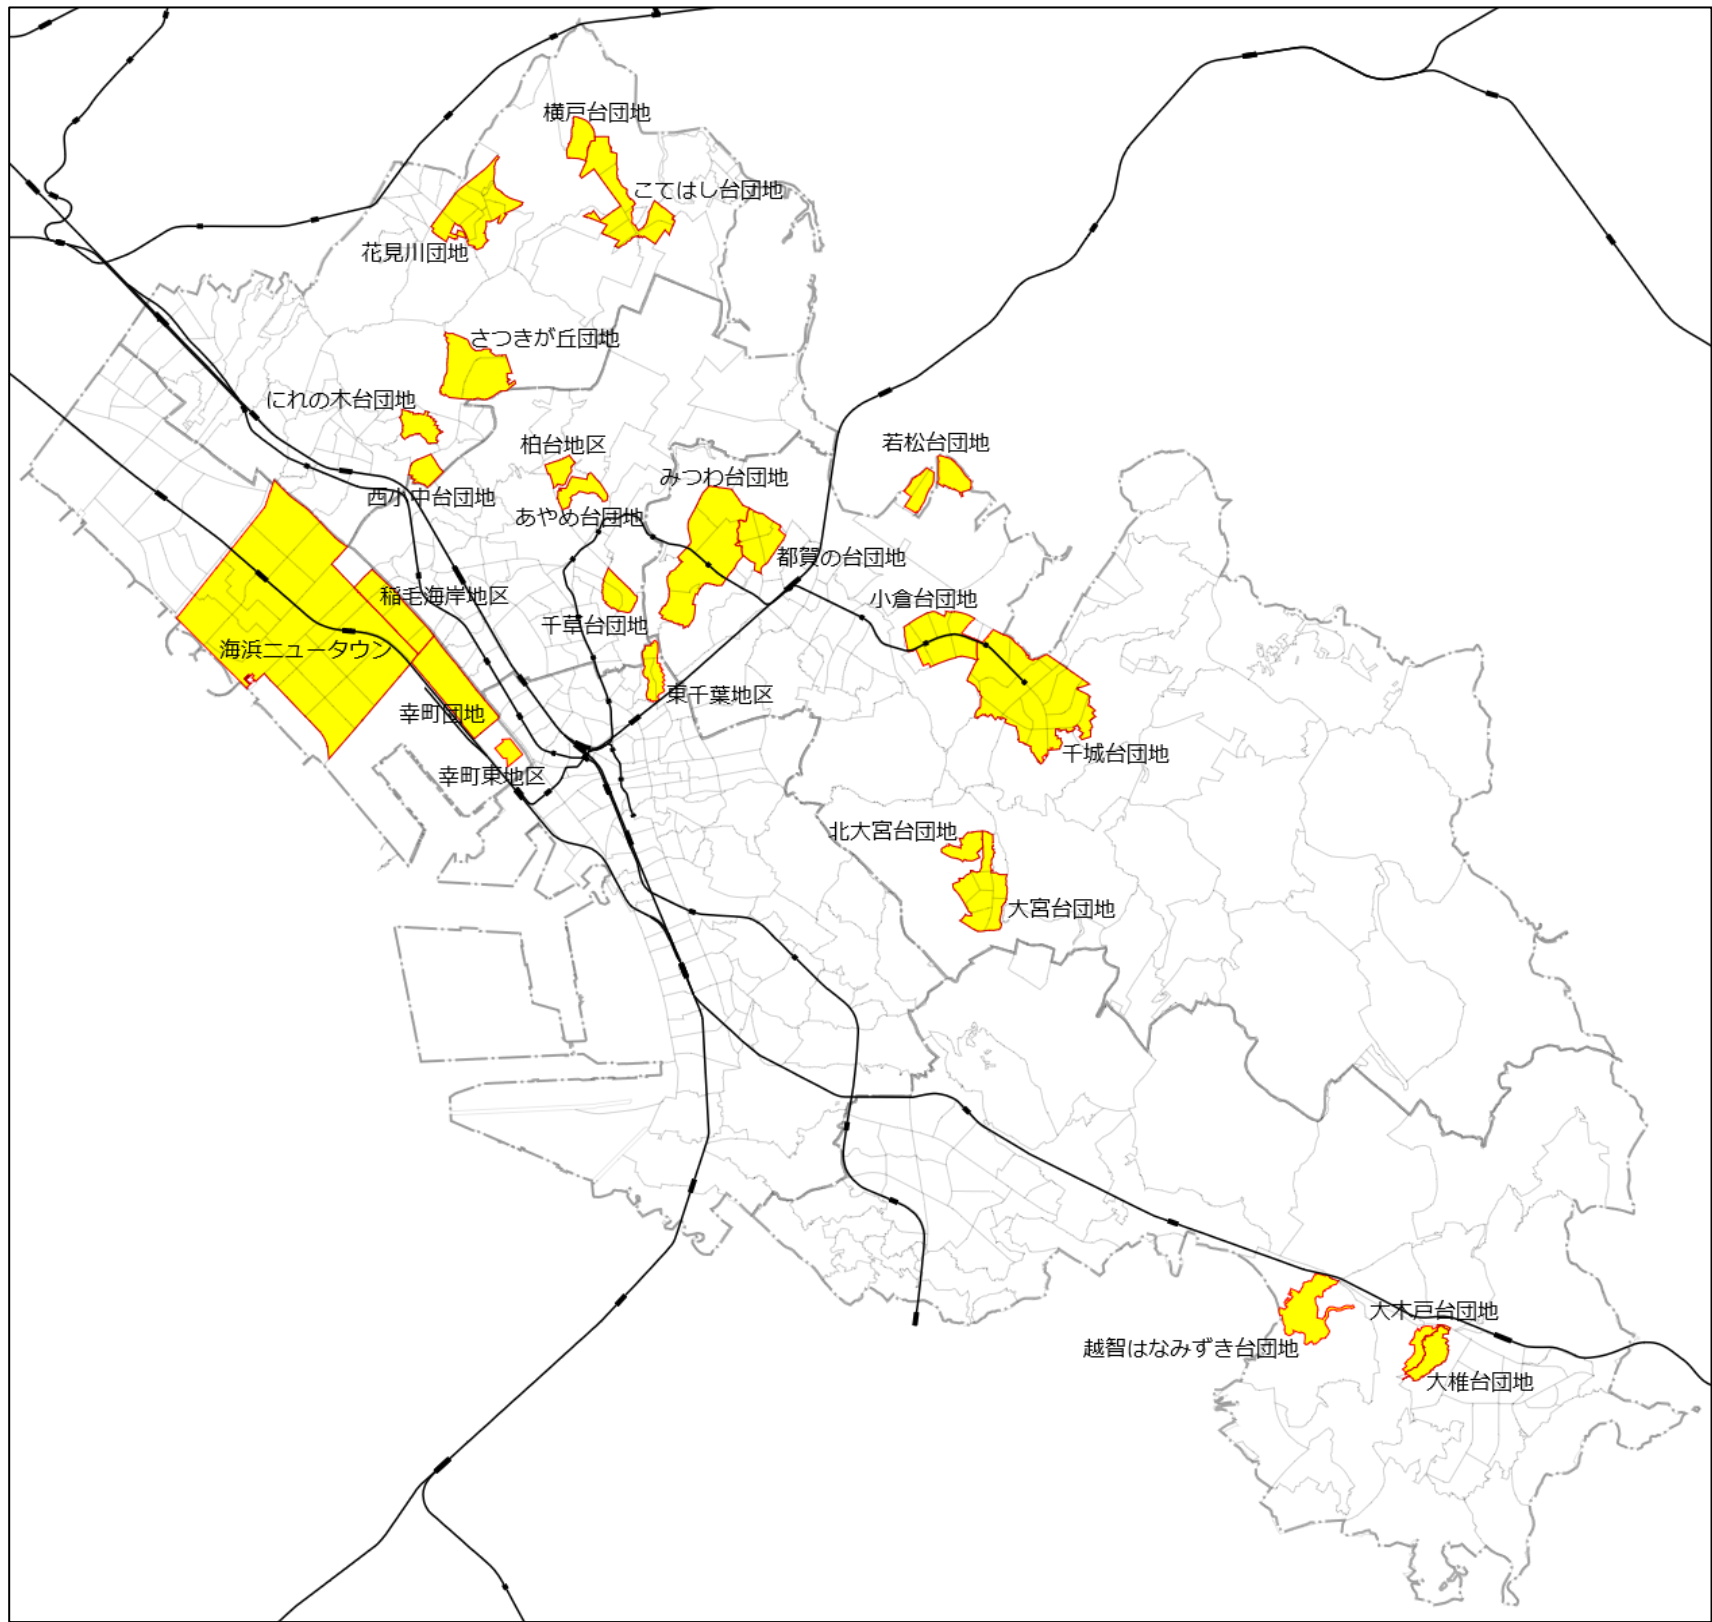 横戸台団地
こてはし台団地
花見川団地
さつきが丘団地
にれの木台団地
柏台地区
若松台団地
みつわ台団地
西小中台団地
あやめ台団地
都賀の台団地
稲毛海岸地区
小倉台団地
千草台団地
海浜ニュータウン
東千葉地区
幸町団地
千城台団地
幸町東地区
北大宮台団地
大宮台団地
大木戸台団地
越智はなみずき台団地
大椎台団地